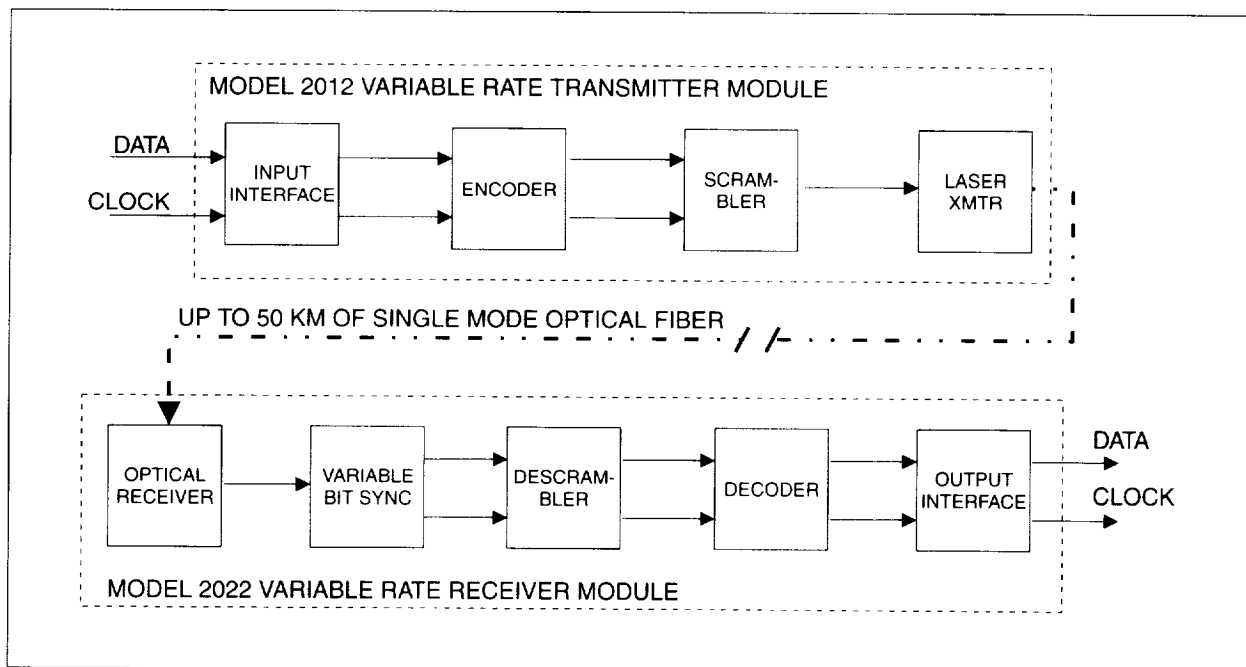 MODEL 2012 VARIABLE RATE TRANSMITTER MODULE
DATA
CLOCK
INPUT
INTERFACE
ENCODER
SCRAM-
BLER
LASER
XMTR
UP TO 50 KM OF SINGLE MODE OPTICAL FIBER
OPTICAL
RECEIVER
VARIABLE
BIT SYNC
DESCRAM-
BLER
DECODER
OUTPUT
INTERFACE
DATA
CLOCK
MODEL 2022 VARIABLE RATE RECEIVER MODULE